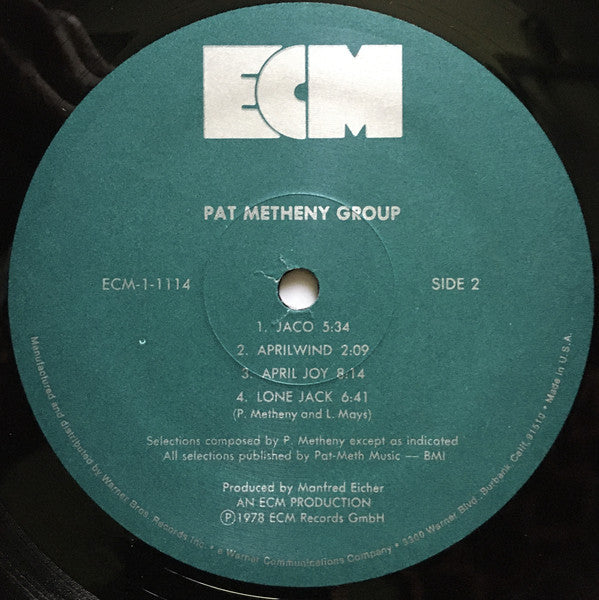 ECM
PAT METHENY GROUP
ECM-1-1114
SIDE 2
1. JACO 5:34
2. APRILWIND 2:09
3. APRIL JOY 8:14
4. LONE JACK 6:41
(P. Metheny and L. Mays)
Selections composed by P. Metheny except as indicated
All selections published by Pat-Meth Music — BMI
Produced by Manfred Eicher
AN ECM PRODUCTION
Ⓟ1978 ECM Records GmbH
Manufactured and distributed by Warner Bros. Records Inc. • a Warner Communications Company • 3300 Warner Blvd., Burbank, Calif. 91510 • Made in U.S.A.